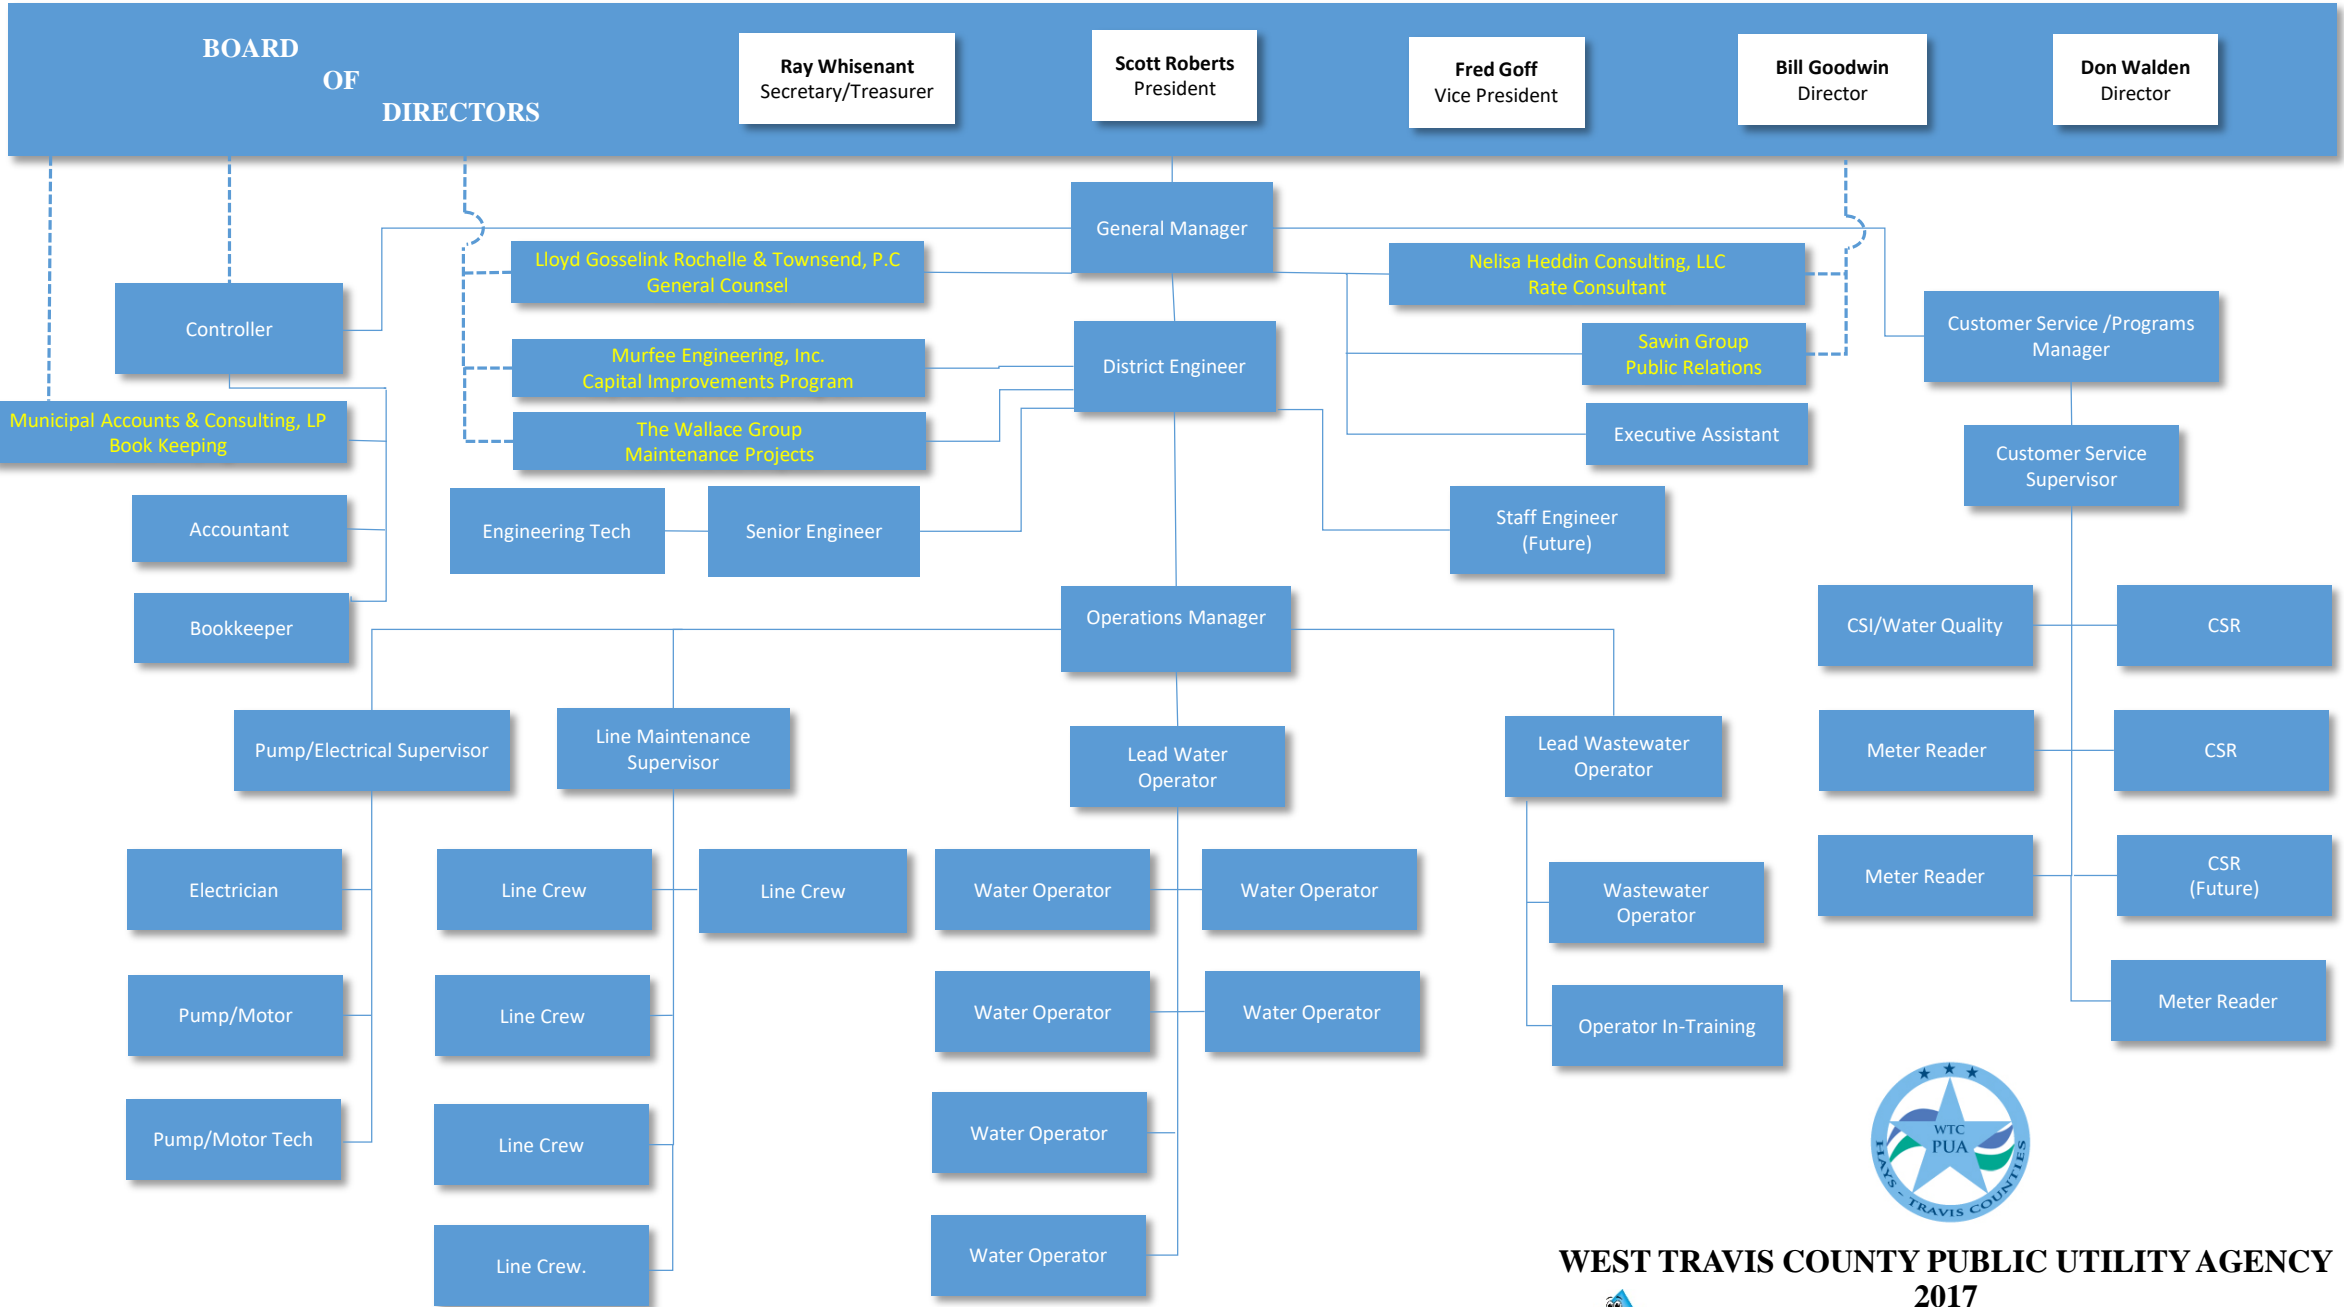 BOARD
OF
DIRECTORS
Ray Whisenant
Secretary/Treasurer
Scott Roberts
President
Fred Goff
Vice President
Bill Goodwin
Director
Don Walden
Director
General Manager
Lloyd Gosselink Rochelle & Townsend, P.C
General Counsel
Nelisa Heddin Consulting, LLC
Rate Consultant
Controller
Customer Service /Programs
Manager
Murfee Engineering, Inc.
Capital Improvements Program
District Engineer
Sawin Group
Public Relations
Municipal Accounts & Consulting, LP
Book Keeping
The Wallace Group
Maintenance Projects
Executive Assistant
Customer Service
Supervisor
Accountant
Engineering Tech
Senior Engineer
Staff Engineer
(Future)
Bookkeeper
Operations Manager
CSI/Water Quality
CSR
Pump/Electrical Supervisor
Line Maintenance
Supervisor
Lead Water
Operator
Lead Wastewater
Operator
Meter Reader
CSR
Electrician
Line Crew
Line Crew
Water Operator
Water Operator
Wastewater
Operator
Meter Reader
CSR
(Future)
Pump/Motor
Line Crew
Water Operator
Water Operator
Operator In-Training
Meter Reader
Pump/Motor Tech
Line Crew
Water Operator
Line Crew.
Water Operator
WTC
PUA
HAYS - TRAVIS COUNTIES
WEST TRAVIS COUNTY PUBLIC UTILITY AGENCY
2017